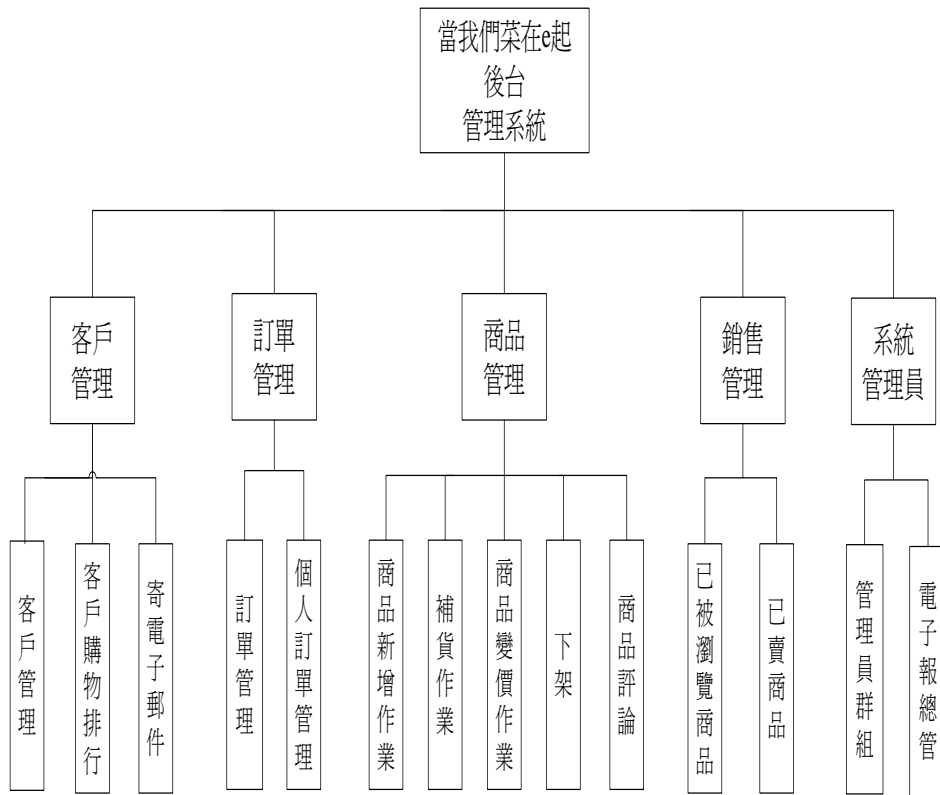 當我們菜在e起
後台
管理系統
客戶
管理
訂單
管理
商品
管理
銷售
管理
系統
管理員
客戶管理
客戶購物排行
寄電子郵件
訂單管理
個人訂單管理
商品新增作業
補貨作業
商品變價作業
下架
商品評論
已被瀏覽商品
已賣商品
管理員群組
電子報總管